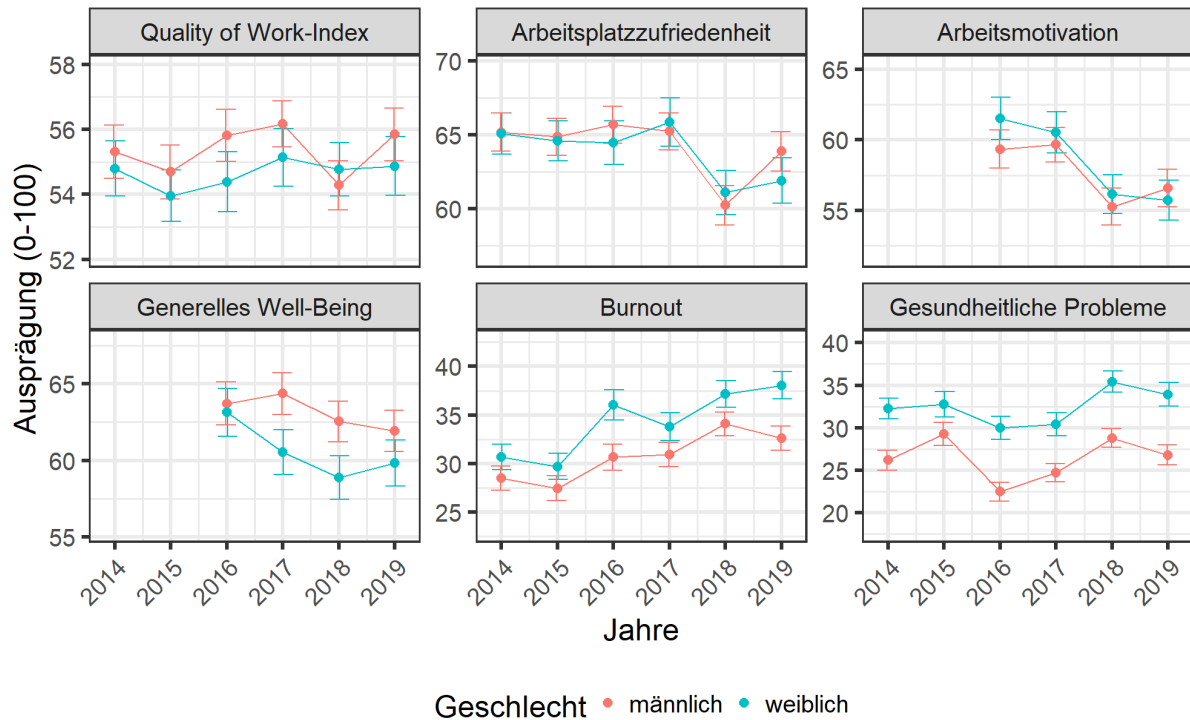 Quality of Work-Index
Arbeitsplatzzufriedenheit
Arbeitsmotivation
58
56
54
52
70
65
60
65
60
55
Ausprägung (0-100)
Generelles Well-Being
Burnout
Gesundheitliche Probleme
65
60
55
40
35
30
25
40
35
30
25
20
2014 2015 2016 2017 2018 2019
2014 2015 2016 2017 2018 2019
2014 2015 2016 2017 2018 2019
Jahre
Geschlecht männlich weiblich